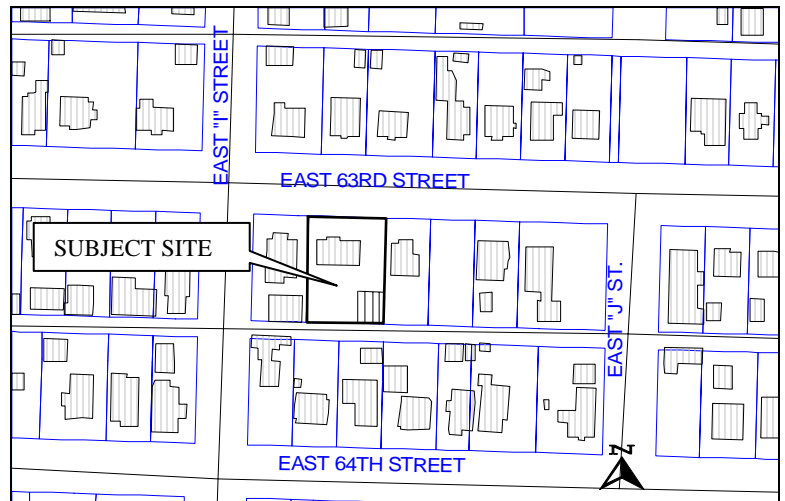 EAST "I" STREET
EAST 63RD STREET
SUBJECT SITE
EAST "J" ST.
EAST 64TH STREET
N